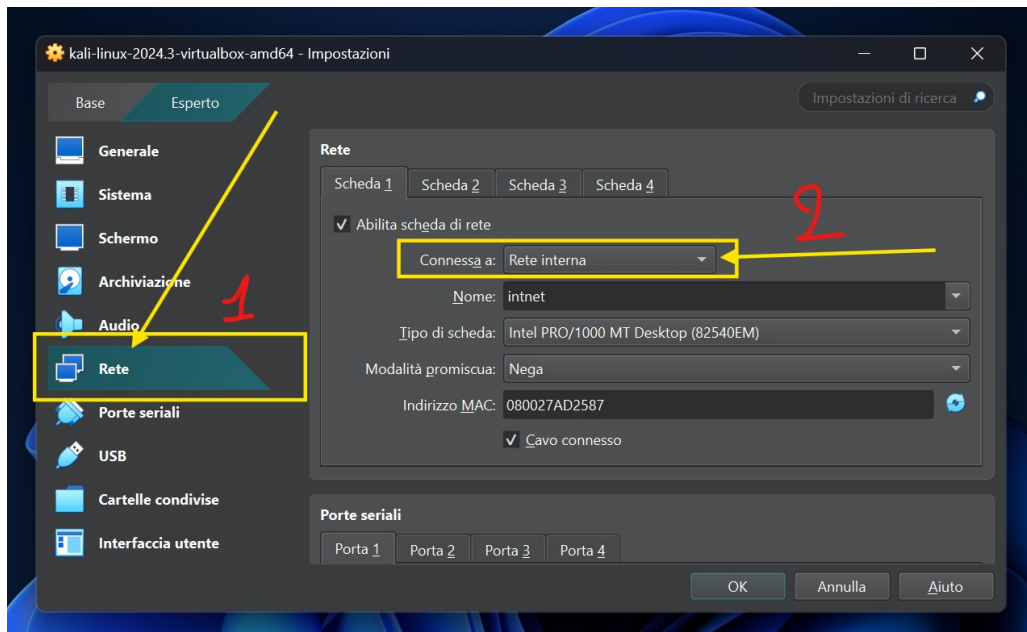 kali-linux-2024.3-virtualbox-amd64 - Impostazioni
Base Esperto
Impostazioni di ricerca
Generale
Sistema
Schermo
Archiviazione
Audio
Rete
Porte seriali
USB
Cartelle condivise
Interfaccia utente
1
Rete
Scheda 1 Scheda 2 Scheda 3 Scheda 4
2
Abilita scheda di rete
Connessa a: Rete interna
Nome: intnet
Tipo di scheda: Intel PRO/1000 MT Desktop (82540EM)
Modalità promiscua: Nega
Indirizzo MAC: 080027AD2587
Cavo connesso
Porte seriali
Porta 1 Porta 2 Porta 3 Porta 4
OK Annulla Aiuto